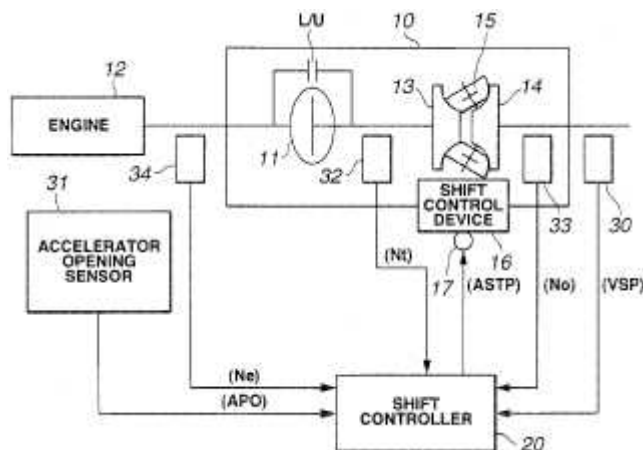 L/U
10
15
12
13
14
ENGINE
11
34
32
SHIFT
CONTROL
DEVICE
33
30
31
16
ACCELERATOR
OPENING
SENSOR
(Nt)
17
(ASTP)
(No)
(VSP)
(Ne)
(APO)
SHIFT
CONTROLLER
20